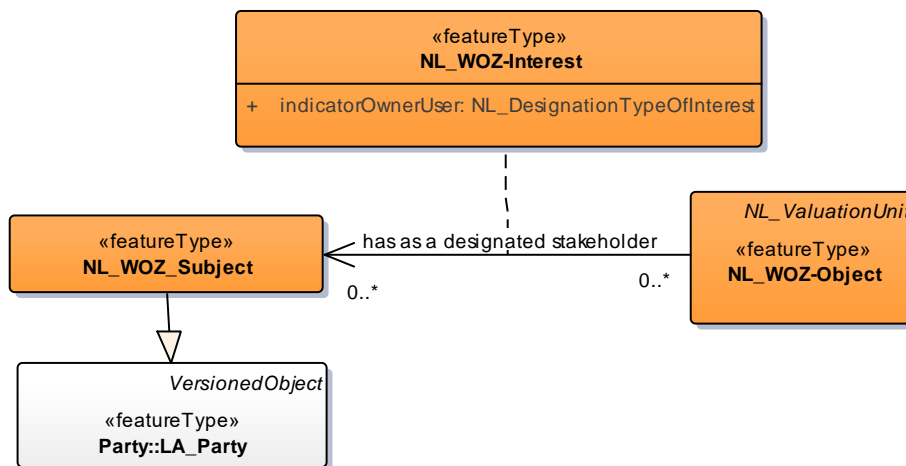 «featureType»
NL_WOZ-Interest
+ indicatorOwnerUser: NL_DesignationTypeOfInterest
NL_ValuationUnit
«featureType»
NL_WOZ-Object
«featureType»
NL_WOZ_Subject
has as a designated stakeholder
0..*
0..*
VersionedObject
«featureType»
Party::LA_Party